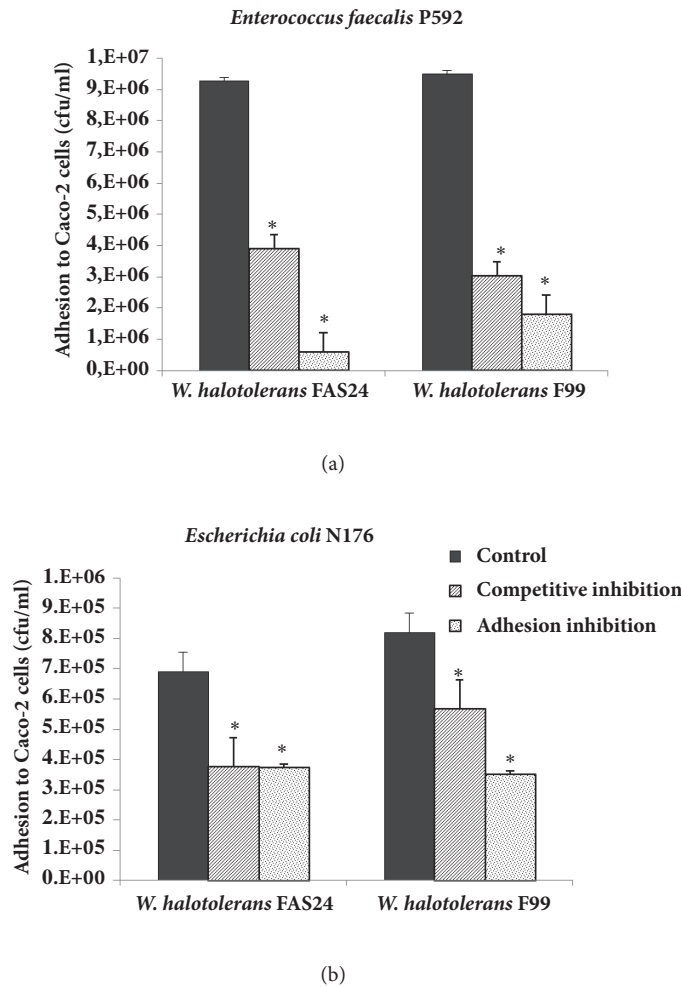 Enterococcus faecalis P592
Adhesion to Caco-2 cells (cfu/ml)
1,E+07
9,E+06
8,E+06
7,E+06
6,E+06
5,E+06
4,E+06
3,E+06
2,E+06
1,E+06
0,E+00
*
*
*
*
W. halotolerans FAS24
W. halotolerans F99
(a)
Escherichia coli N176
Adhesion to Caco-2 cells (cfu/ml)
1.E+06
9.E+05
8.E+05
7.E+05
6.E+05
5.E+05
4.E+05
3.E+05
2.E+05
1.E+05
0.E+00
Control
Competitive inhibition
Adhesion inhibition
*
*
*
*
W. halotolerans FAS24
W. halotolerans F99
(b)